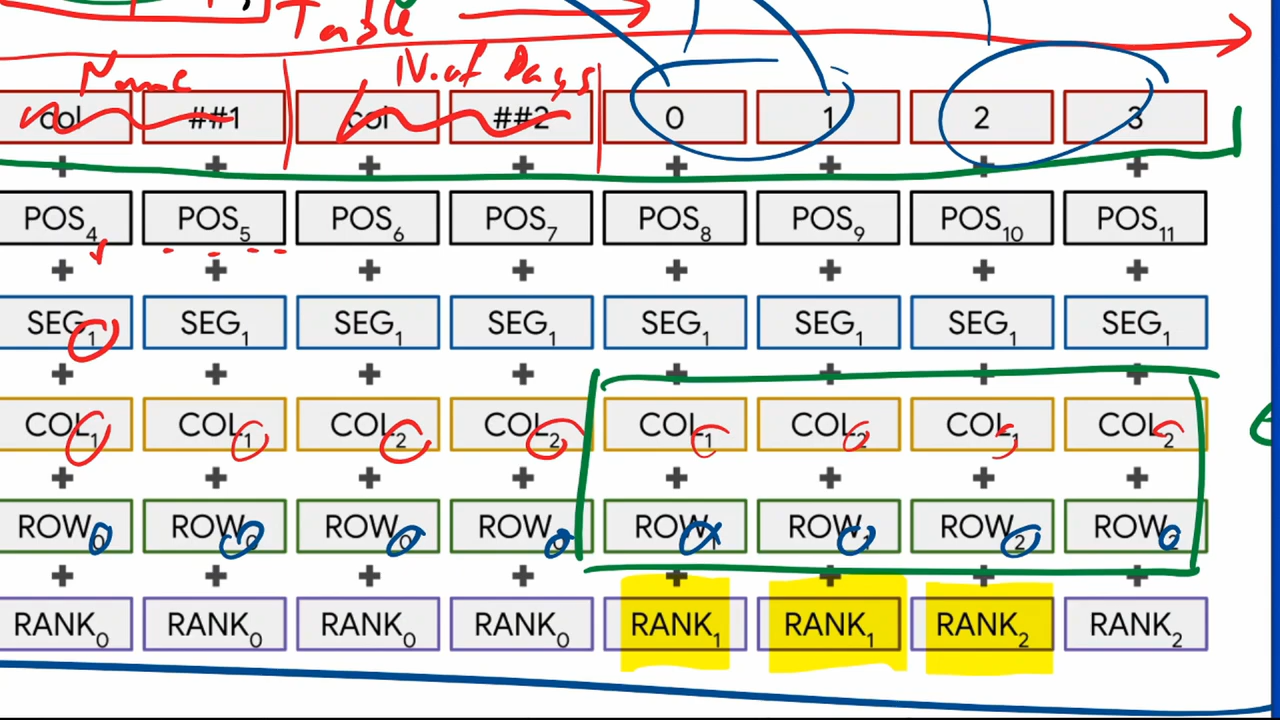 Table
Name N.of Days
col ##1 col ##2 0 1 2 3
+ + + + + + + +
POS4 POS5 POS6 POS7 POS8 POS9 POS10 POS11
+ + + + + + + +
SEG1 SEG1 SEG1 SEG1 SEG1 SEG1 SEG1 SEG1
+ + + + + + + +
COL1 COL1 COL2 COL2 COL1 COL2 COL1 COL2
+ + + + + + + +
ROW0 ROW0 ROW0 ROW0 ROW1 ROW1 ROW2 ROW2
+ + + + + + + +
RANK0 RANK0 RANK0 RANK0 RANK1 RANK1 RANK2 RANK2